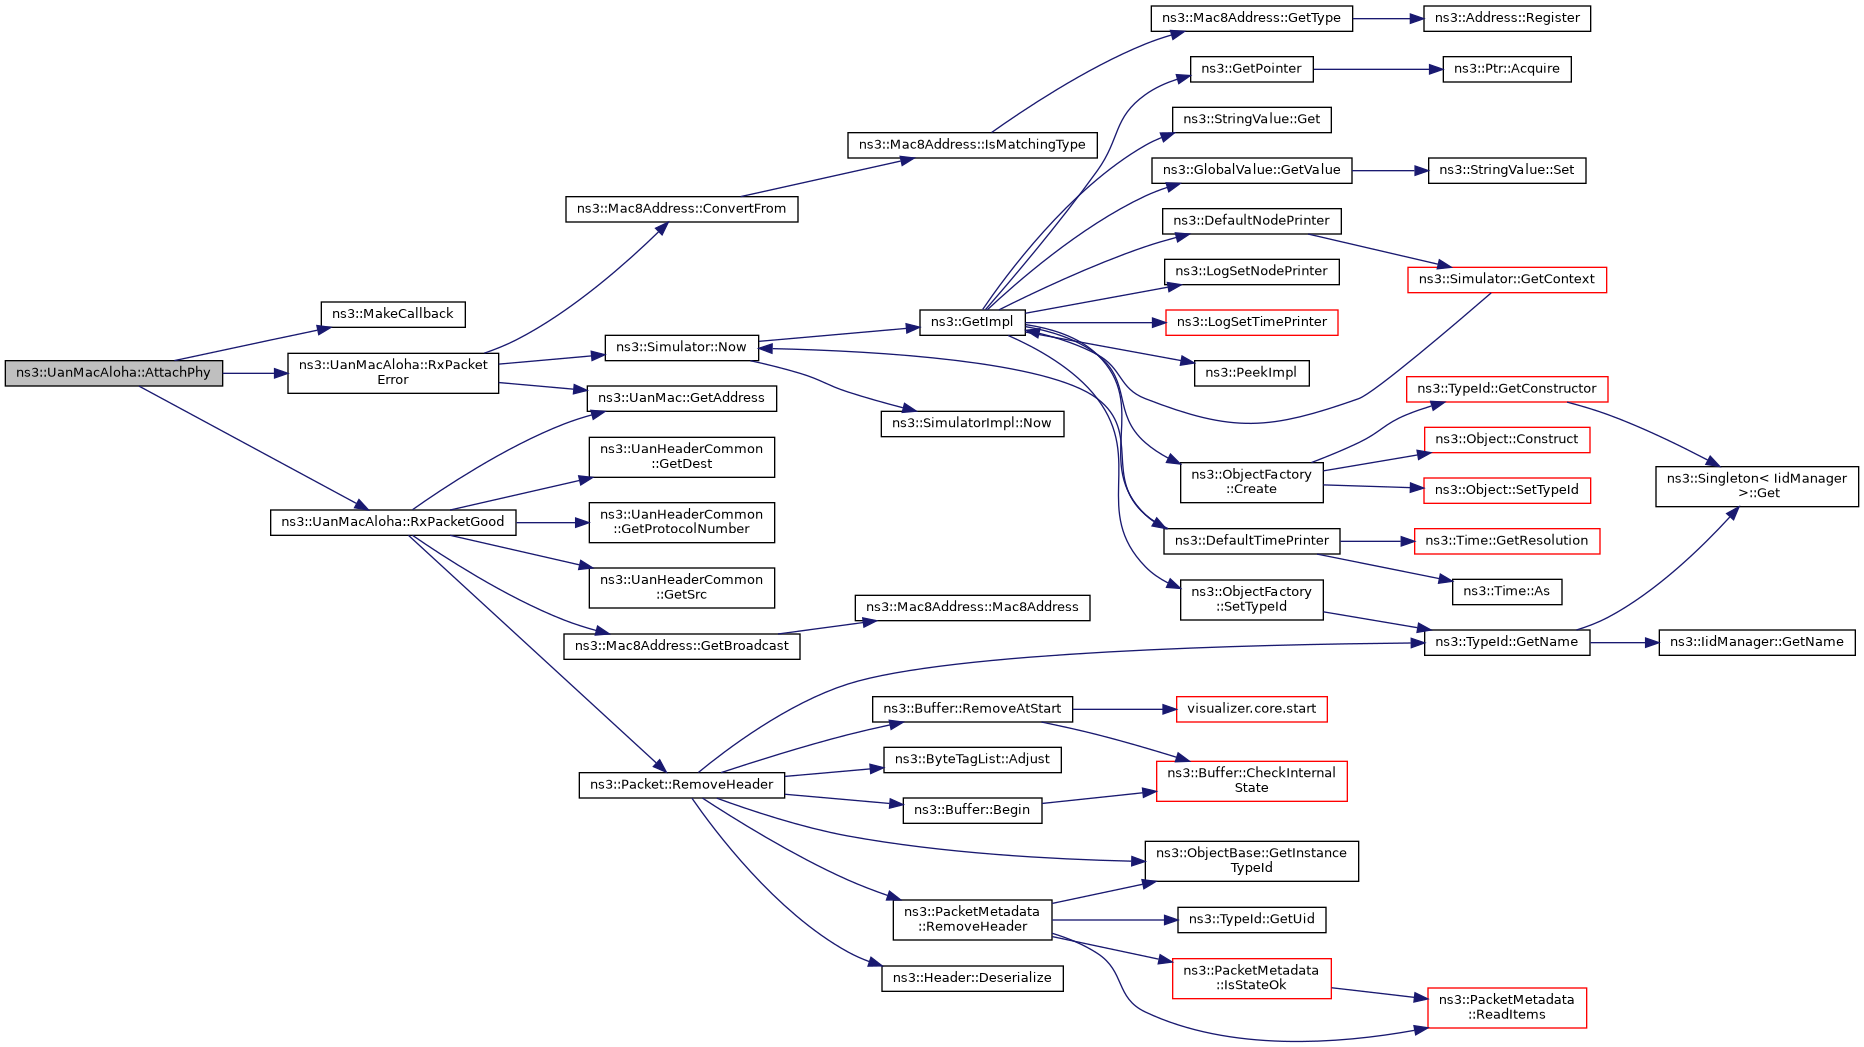 ns3::Mac8Address::GetType
ns3::Address::Register
ns3::GetPointer
ns3::Ptr::Acquire
ns3::StringValue::Get
ns3::Mac8Address::IsMatchingType
ns3::GlobalValue::GetValue
ns3::StringValue::Set
ns3::Mac8Address::ConvertFrom
ns3::DefaultNodePrinter
ns3::LogSetNodePrinter
ns3::Simulator::GetContext
ns3::MakeCallback
ns3::GetImpl
ns3::LogSetTimePrinter
ns3::Simulator::Now
ns3::UanMacAloha::AttachPhy
ns3::UanMacAloha::RxPacket
Error
ns3::PeekImpl
ns3::TypeId::GetConstructor
ns3::UanMac::GetAddress
ns3::SimulatorImpl::Now
ns3::Object::Construct
ns3::UanHeaderCommon
::GetDest
ns3::ObjectFactory
::Create
ns3::Object::SetTypeId
ns3::Singleton< IidManager
>::Get
ns3::UanMacAloha::RxPacketGood
ns3::UanHeaderCommon
::GetProtocolNumber
ns3::DefaultTimePrinter
ns3::Time::GetResolution
ns3::UanHeaderCommon
::GetSrc
ns3::Time::As
ns3::ObjectFactory
::SetTypeId
ns3::Mac8Address::Mac8Address
ns3::Mac8Address::GetBroadcast
ns3::TypeId::GetName
ns3::IidManager::GetName
ns3::Buffer::RemoveAtStart
visualizer.core.start
ns3::ByteTagList::Adjust
ns3::Packet::RemoveHeader
ns3::Buffer::CheckInternal
State
ns3::Buffer::Begin
ns3::ObjectBase::GetInstance
TypeId
ns3::PacketMetadata
::RemoveHeader
ns3::TypeId::GetUid
ns3::Header::Deserialize
ns3::PacketMetadata
::IsStateOk
ns3::PacketMetadata
::ReadItems